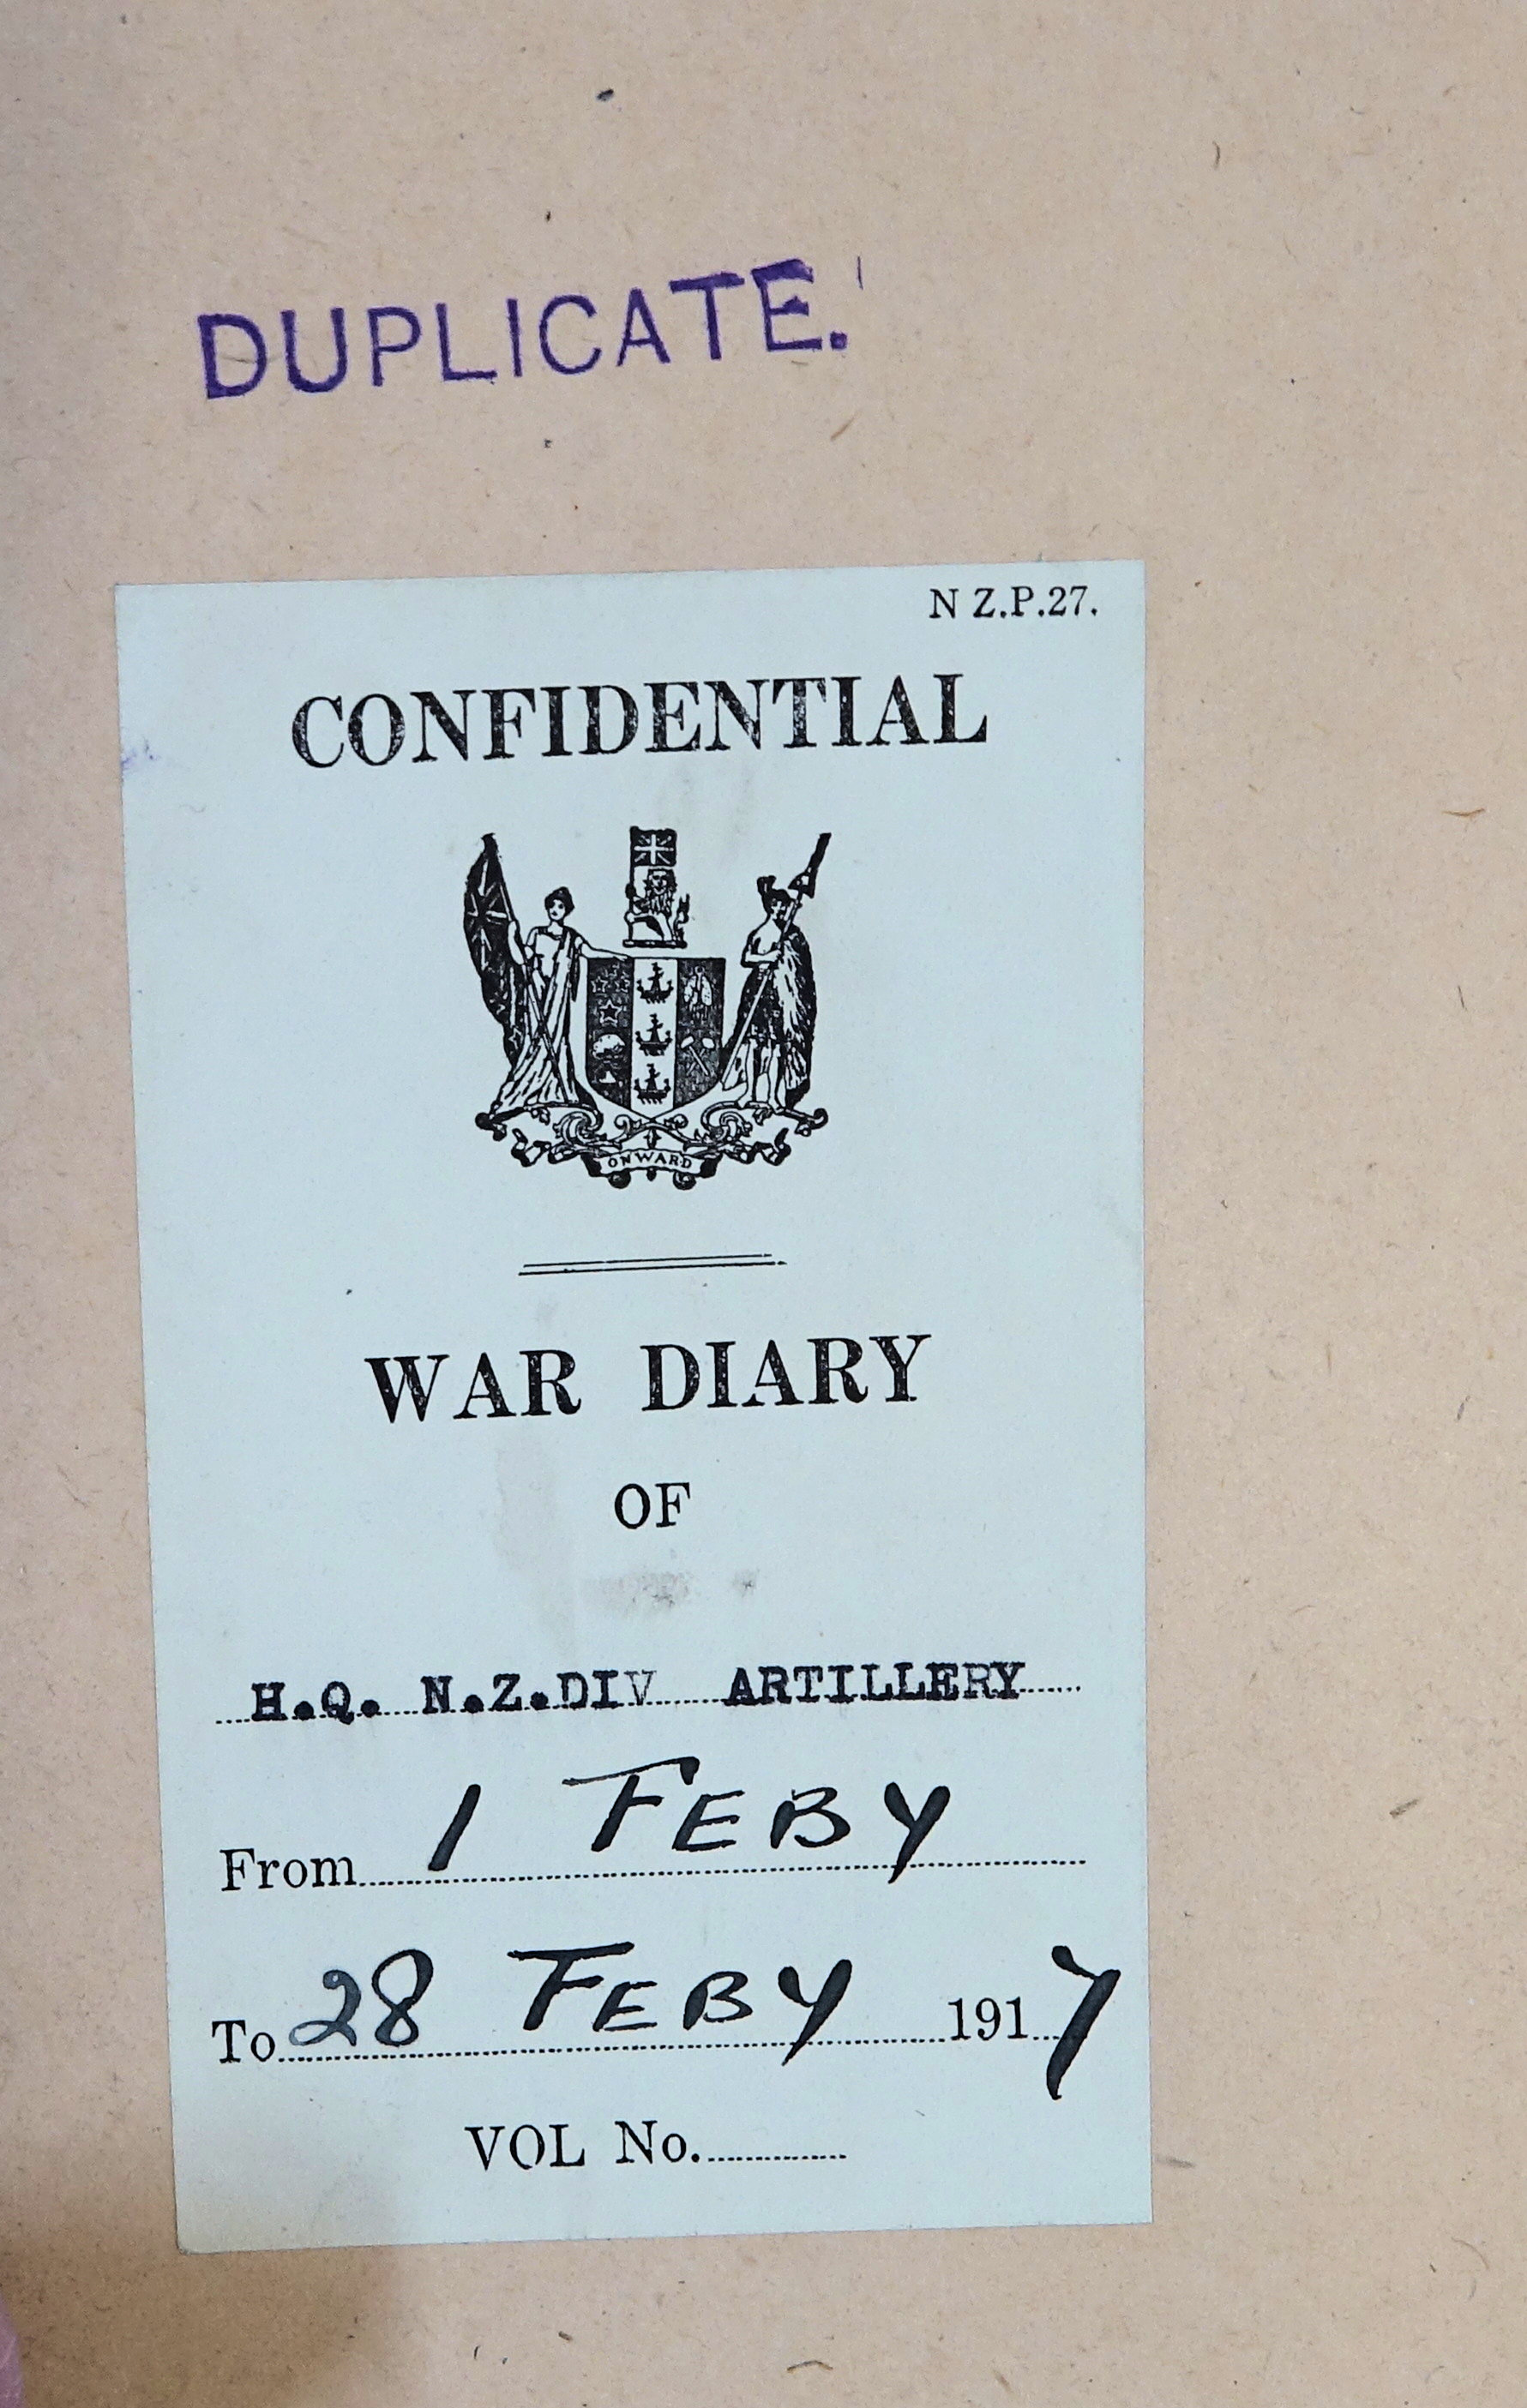 DUPLICATE.
N Z.P.27.
CONFIDENTIAL
ONWARD
WAR DIARY
OF
H.Q. N.Z.DIV ARTILLERY
From 1 FEBY
To 28 FEBY 1917
VOL No.